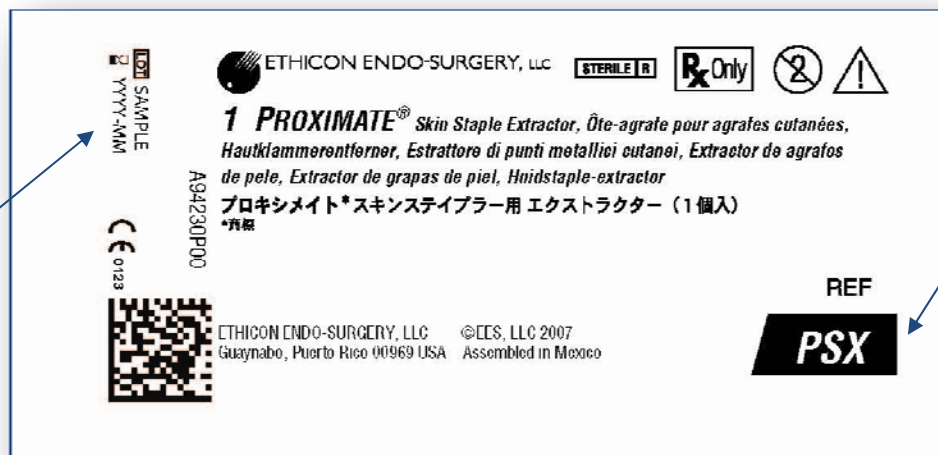 LOT SAMPLE
YYYY-MM
A94230P00
CE 0123
ETHICON ENDO-SURGERY, LLC
STERILE R
Rx Only
2
1 PROXIMATE® Skin Staple Extractor, Ôte-agrafe pour agrafes cutanées,
Hautklammerentferner, Estrattore di punti metallici cutanei, Extractor de agrafos
de pele, Extractor de grapas de piel, Huidstaple-extractor
プロキシメイト*スキンステイプラー用 エクストラクター（1個入）
*商標
ETHICON ENDO-SURGERY, LLC ©EES, LLC 2007
Guaynabo, Puerto Rico 00969 USA Assembled in Mexico
REF
PSX